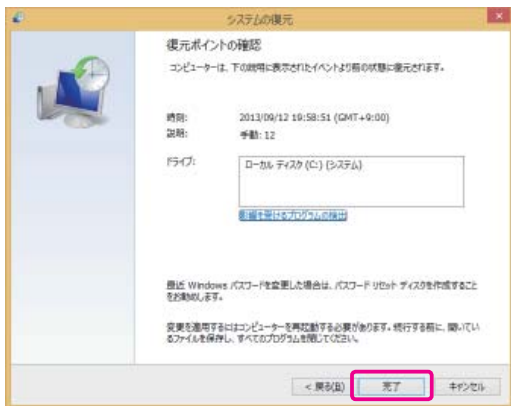 システムの復元
復元ポイントの確認
コンピューターは、下の説明に表示されたイベントより前の状態に復元されます。
時刻: 2013/09/12 19:58:51 (GMT+9:00)
説明: 手動: 12
ドライブ: ローカル ディスク (C:) (システム)
影響を受けるプログラムの検出
最近 Windows パスワードを変更した場合は、パスワード リセット ディスクを作成すること
をお勧めします。
変更を適用するにはコンピューターを再起動する必要があります。続行する前に、開いてい
るファイルを保存し、すべてのプログラムを閉じてください。
< 戻る(B) 完了 キャンセル